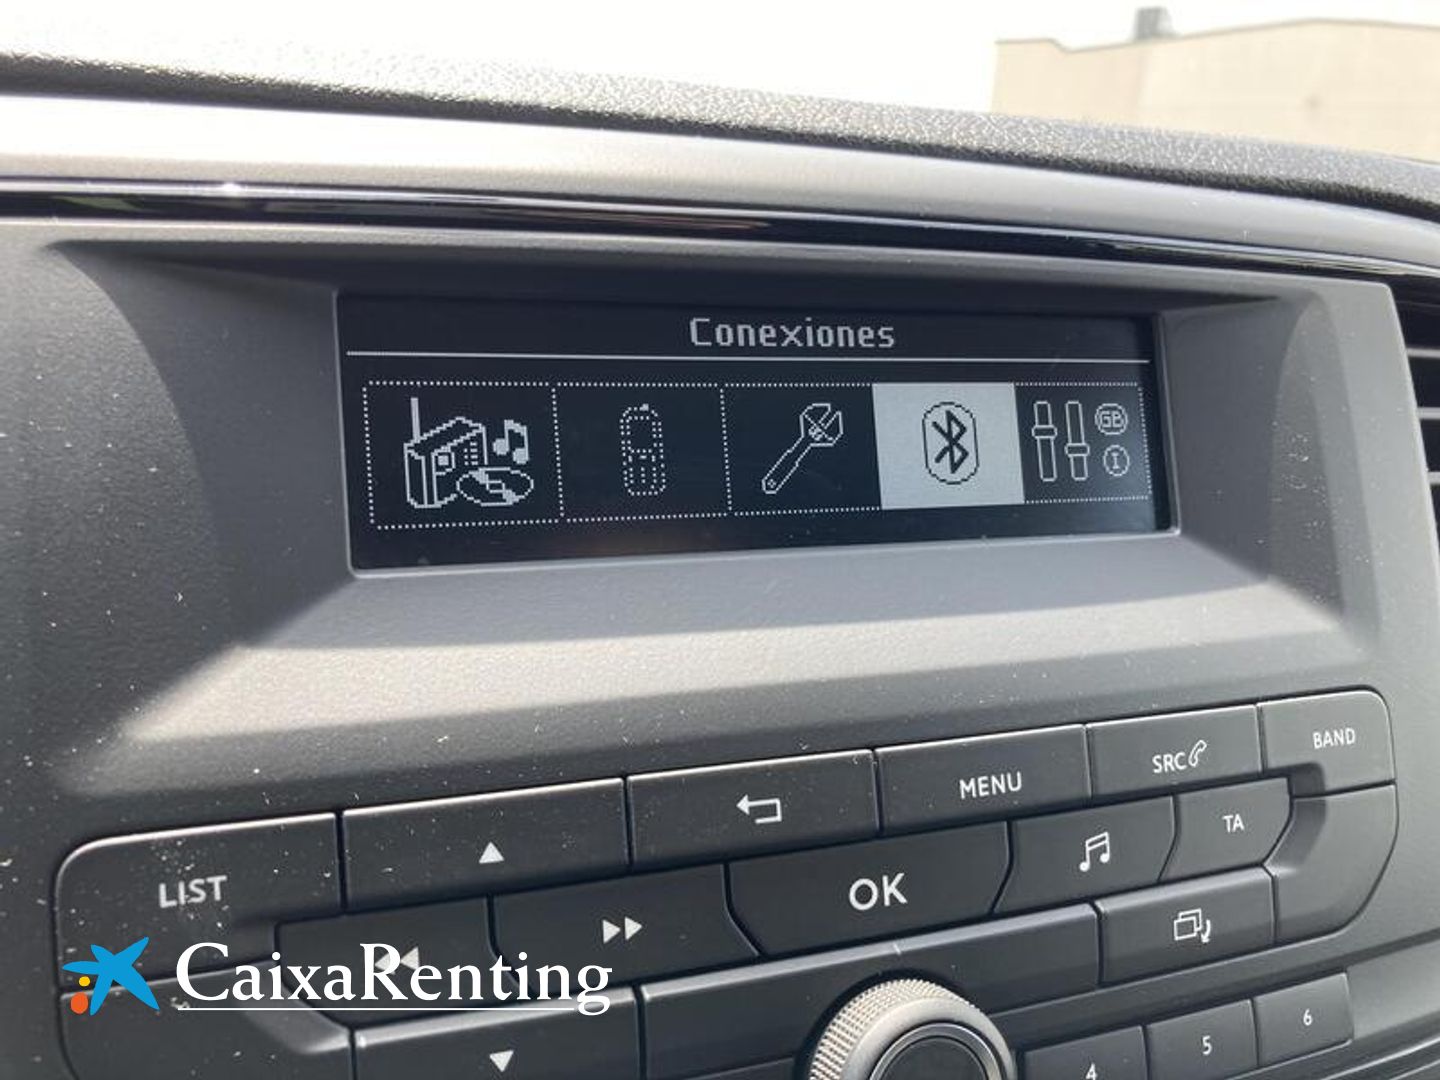 Conexiones
GB
I
BAND
SRC
MENU
TA
OK
LIST
6
5
4
CaixaRenting